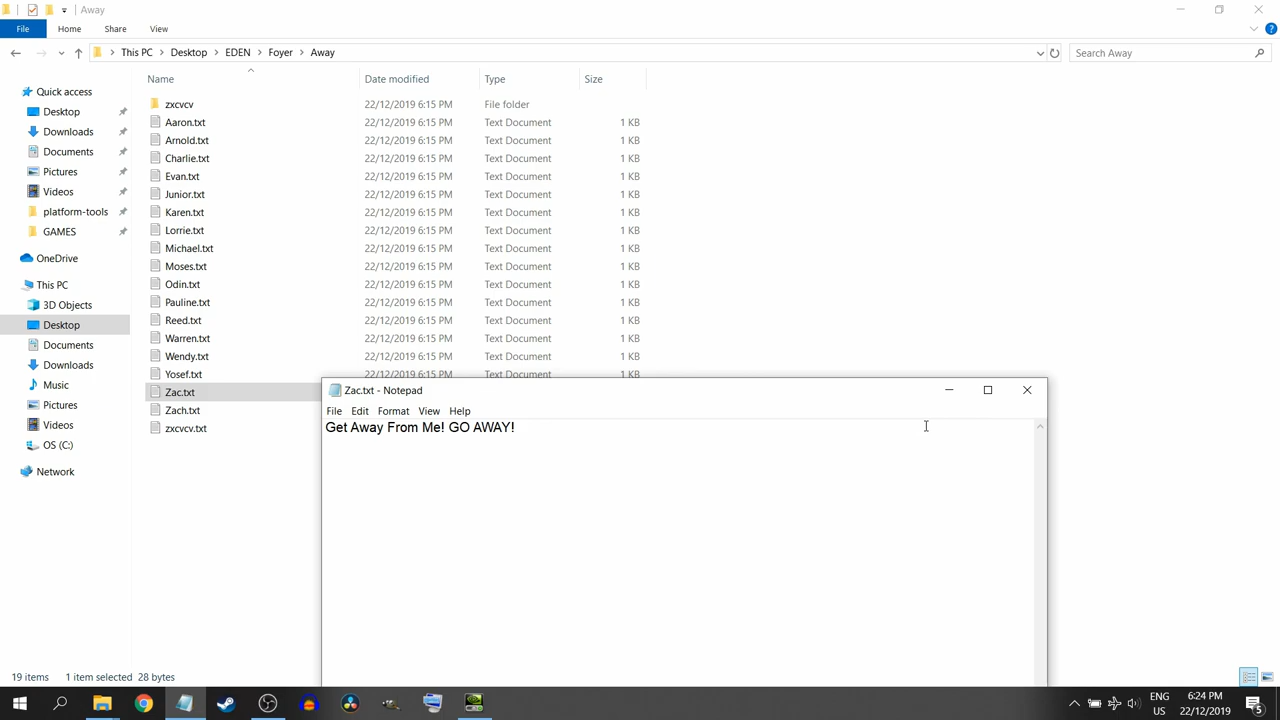 Away
File Home Share View
This PC Desktop EDEN Foyer Away Search Away
Name Date modified Type Size
Quick access
Desktop
Downloads
Documents
Pictures
Videos
platform-tools
GAMES
OneDrive
This PC
3D Objects
Desktop
Documents
Downloads
Music
Pictures
Videos
OS (C:)
Network
zxcvcv 22/12/2019 6:15 PM File folder
Aaron.txt 22/12/2019 6:15 PM Text Document 1 KB
Arnold.txt 22/12/2019 6:15 PM Text Document 1 KB
Charlie.txt 22/12/2019 6:15 PM Text Document 1 KB
Evan.txt 22/12/2019 6:15 PM Text Document 1 KB
Junior.txt 22/12/2019 6:15 PM Text Document 1 KB
Karen.txt 22/12/2019 6:15 PM Text Document 1 KB
Lorrie.txt 22/12/2019 6:15 PM Text Document 1 KB
Michael.txt 22/12/2019 6:15 PM Text Document 1 KB
Moses.txt 22/12/2019 6:15 PM Text Document 1 KB
Odin.txt 22/12/2019 6:15 PM Text Document 1 KB
Pauline.txt 22/12/2019 6:15 PM Text Document 1 KB
Reed.txt 22/12/2019 6:15 PM Text Document 1 KB
Warren.txt 22/12/2019 6:15 PM Text Document 1 KB
Wendy.txt 22/12/2019 6:15 PM Text Document 1 KB
Yosef.txt 22/12/2019 6:15 PM Text Document 1 KB
Zac.txt
Zach.txt
zxcvcv.txt
Zac.txt - Notepad
File Edit Format View Help
Get Away From Me! GO AWAY!
19 items 1 item selected 28 bytes
ENG
US
6:24 PM
22/12/2019
5